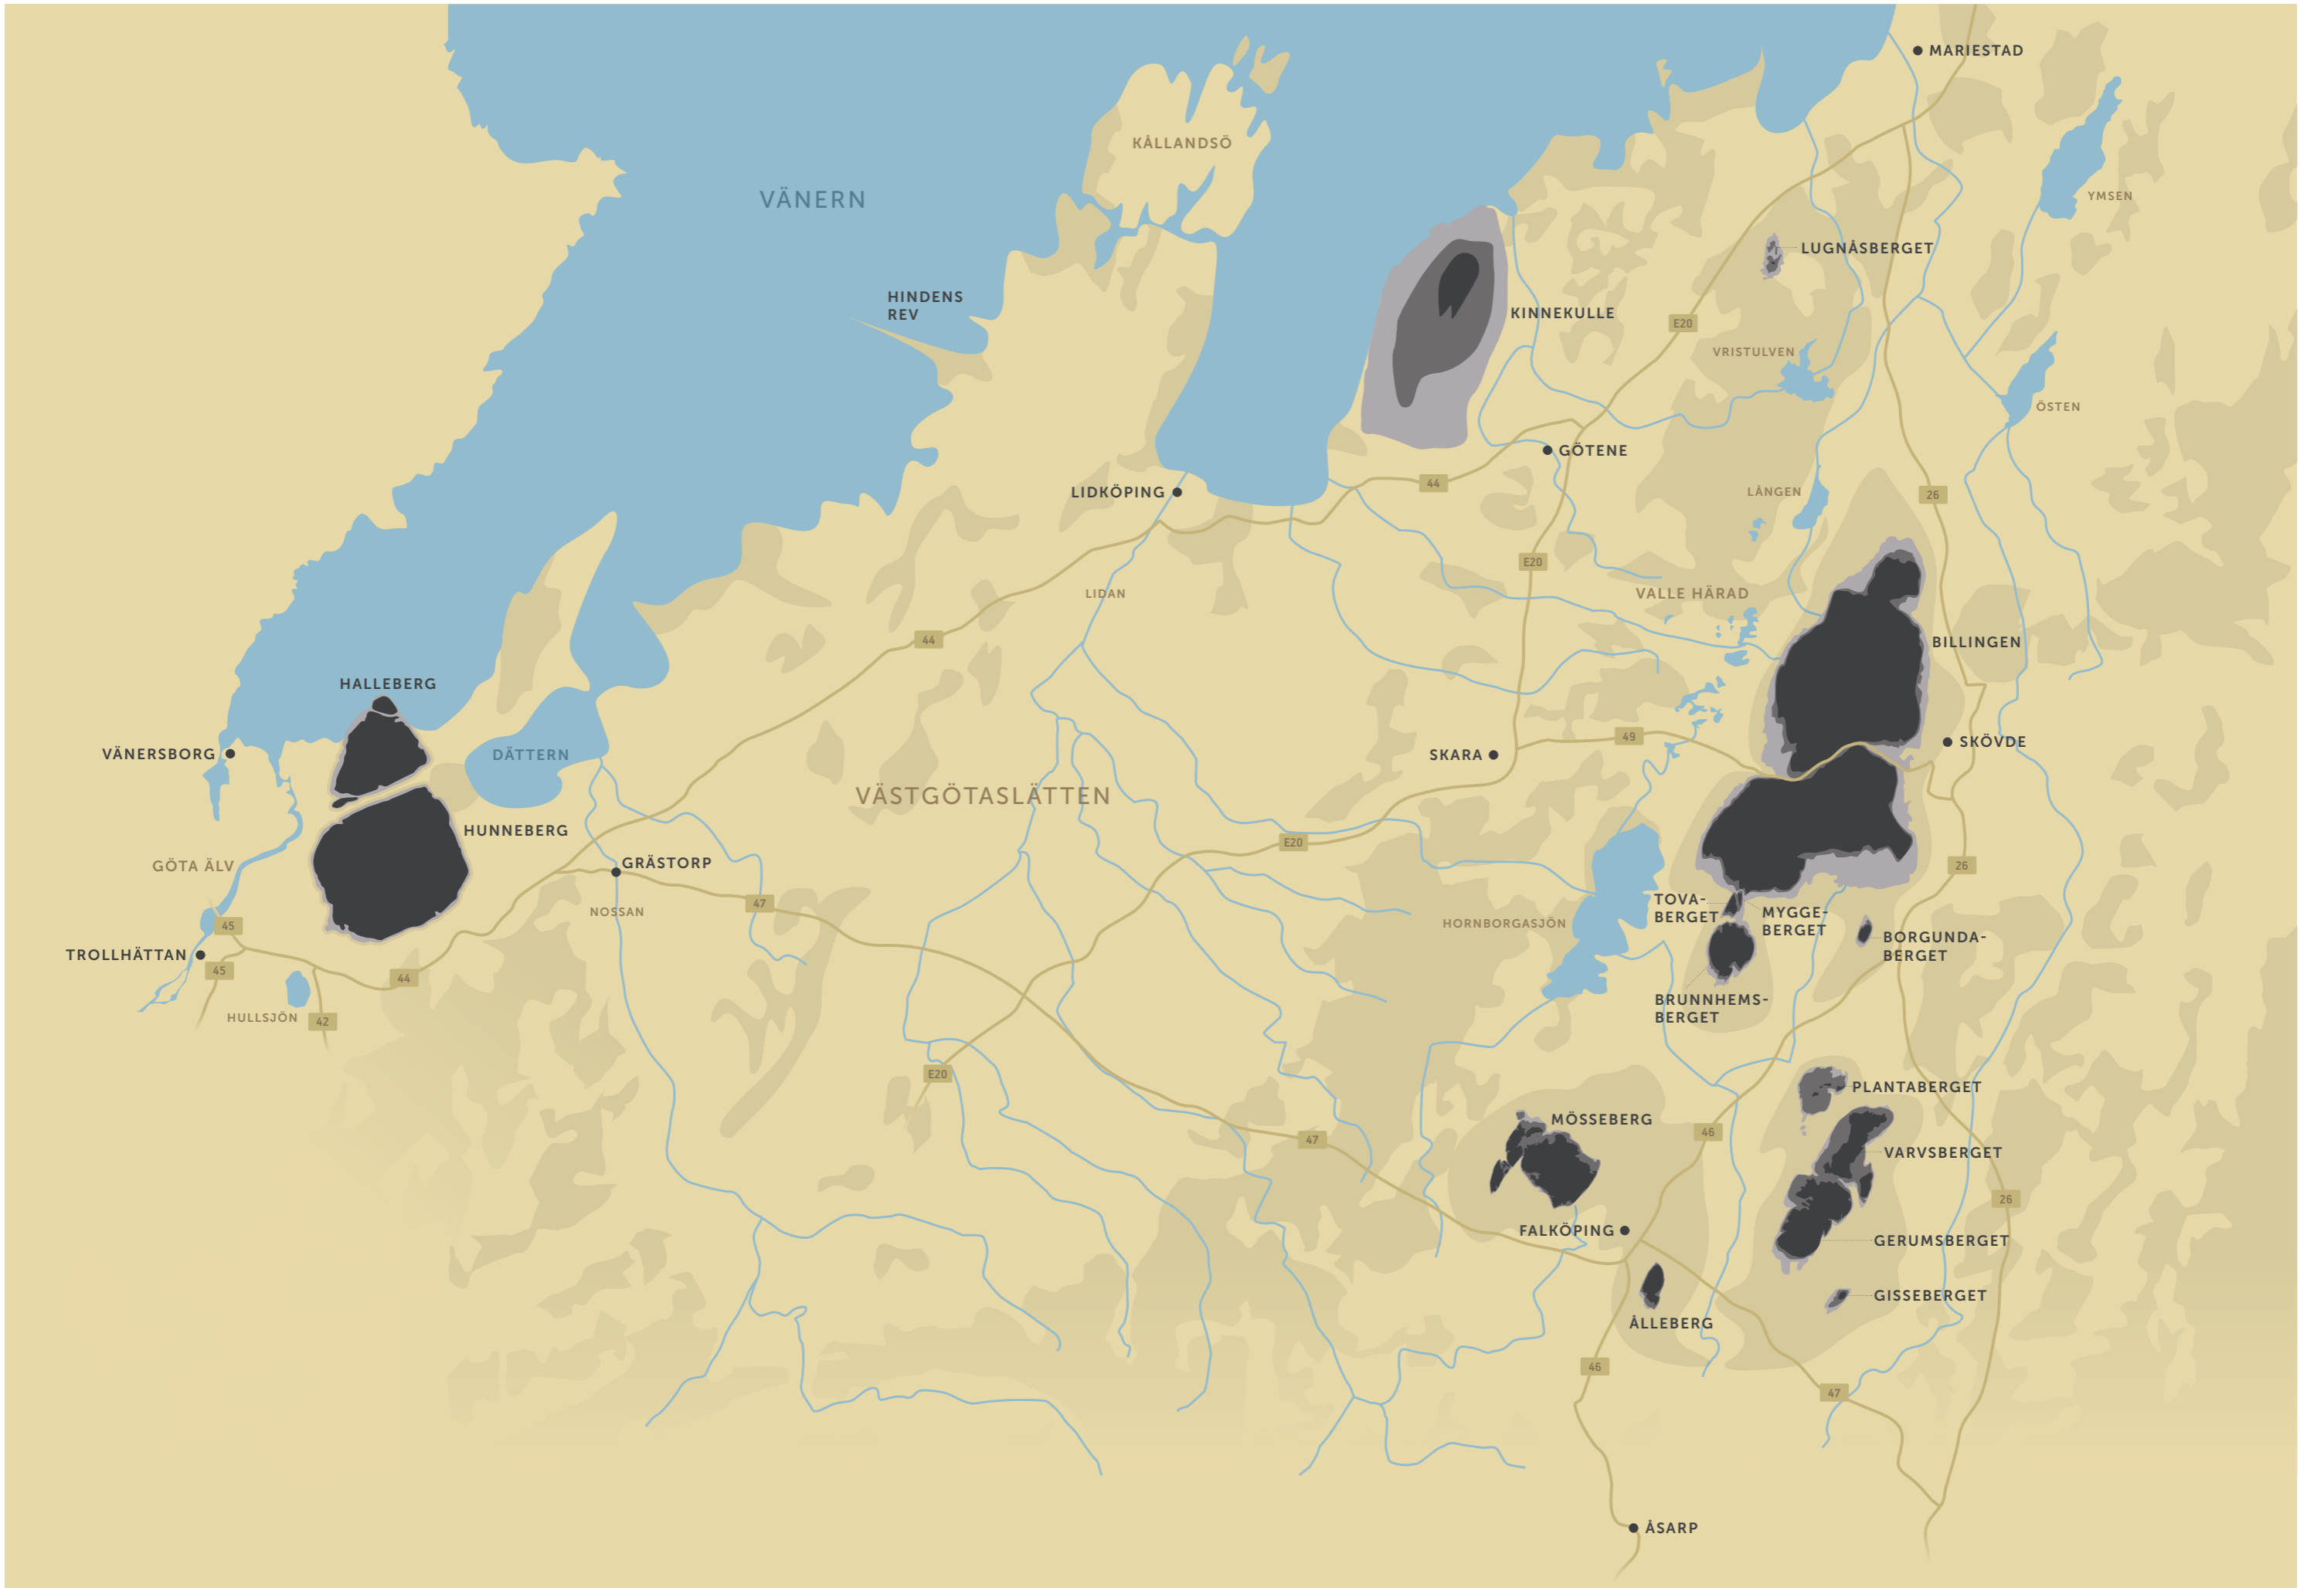 MARIESTAD
KÅLLANDSÖ
VÄNERN
YMSEN
LUGNÅSBERGET
HINDENS
REV
KINNEKULLE
E20
VRISTULVEN
ÖSTEN
GÖTENE
44
LIDKÖPING
LÅNGEN
26
E20
LIDAN
VALLE HÄRAD
44
BILLINGEN
HALLEBERG
VÄNERSBORG
DÄTTERN
SKARA
49
SKÖVDE
VÄSTGÖTASLÄTTEN
HUNNEBERG
E20
GÖTA ÄLV
GRÄSTORP
26
47
NOSSAN
TOVA-
BERGET
MYGGE-
BERGET
HORNBORGASJÖN
45
BORGUNDA-
BERGET
TROLLHÄTTAN
45
44
BRUNNHEMS-
BERGET
HULLSJÖN
42
E20
PLANTABERGET
MÖSSEBERG
46
47
VARVSBERGET
26
FALKÖPING
GERUMSBERGET
GISSEBERGET
ÅLLEBERG
46
47
ÅSARP